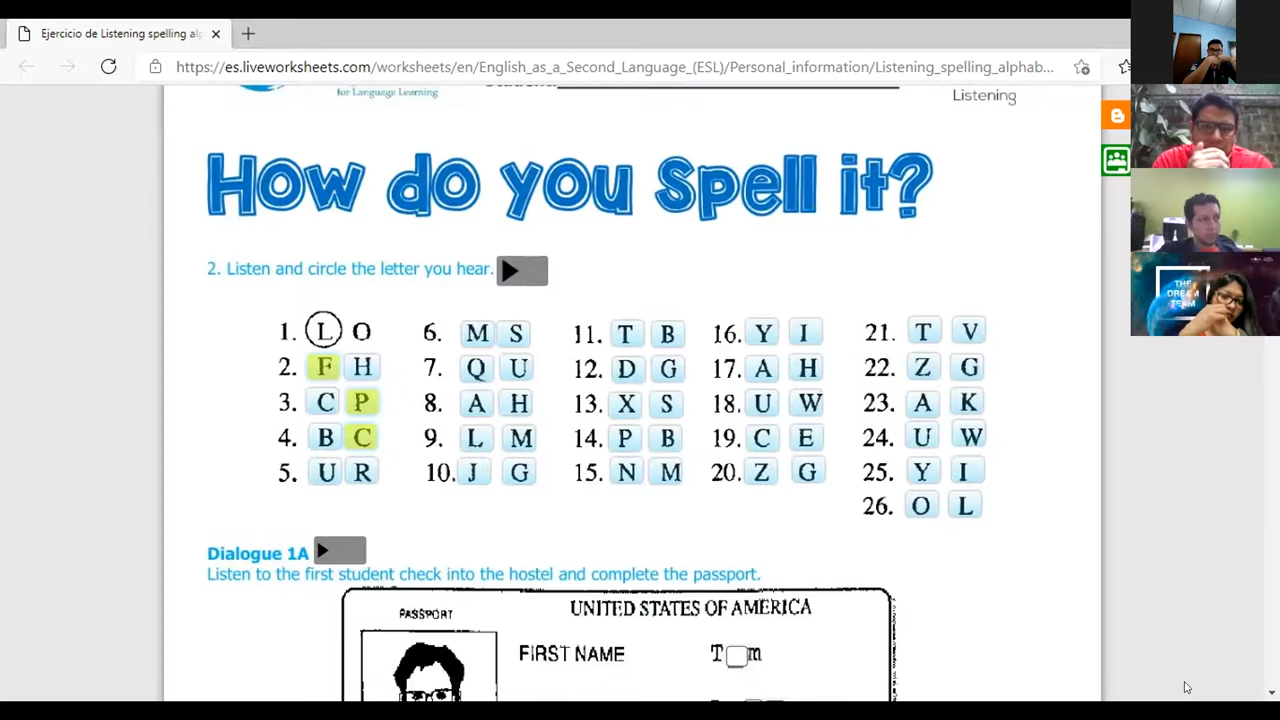 Ejercicio de Listening spelling al
https://es.liveworksheets.com/worksheets/en/English_as_a_Second_Language_(ESL)/Personal_information/Listening_spelling_alphab...
for Language Learning
Listening
How do you spell it?
2. Listen and circle the letter you hear.
1. L O 6. M S 11. T B 16. Y I 21. T V
2. F H 7. Q U 12. D G 17. A H 22. Z G
3. C P 8. A H 13. X S 18. U W 23. A K
4. B C 9. L M 14. P B 19. C E 24. U W
5. U R 10. J G 15. N M 20. Z G 25. Y I
26. O L
Dialogue 1A
Listen to the first student check into the hostel and complete the passport.
PASSPORT UNITED STATES OF AMERICA
FIRST NAME T m
THE
DREAM
TEAM